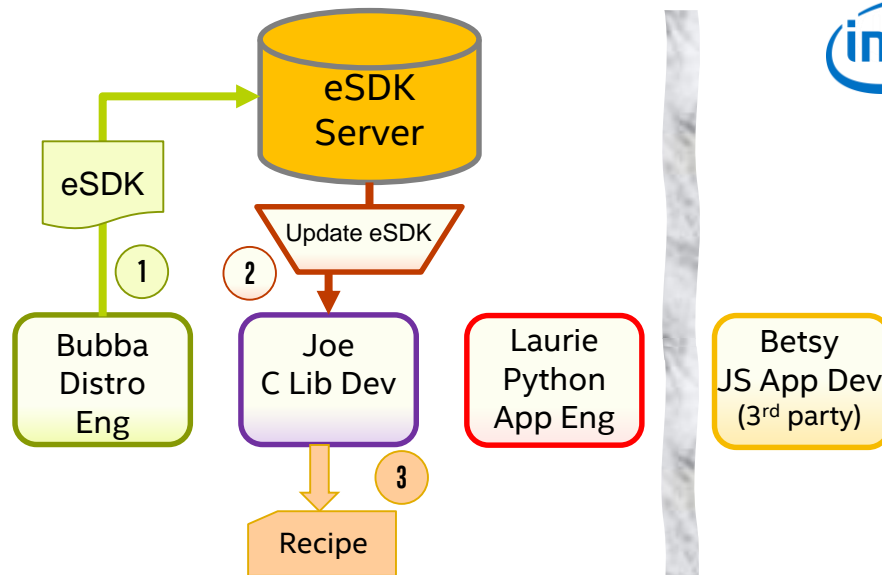 eSDK
Server
eSDK
Update eSDK
1
2
Bubba
Distro
Eng
Joe
C Lib Dev
Laurie
Python
App Eng
Betsy
JS App Dev
(3rd party)
3
Recipe